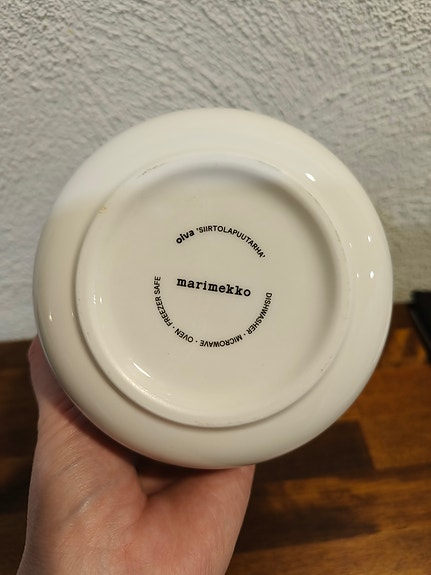 oiva 'SIIRTOLAPUUTARHA'
marimekko
DISHWASHER · MICROWAVE · OVEN · FREEZER SAFE